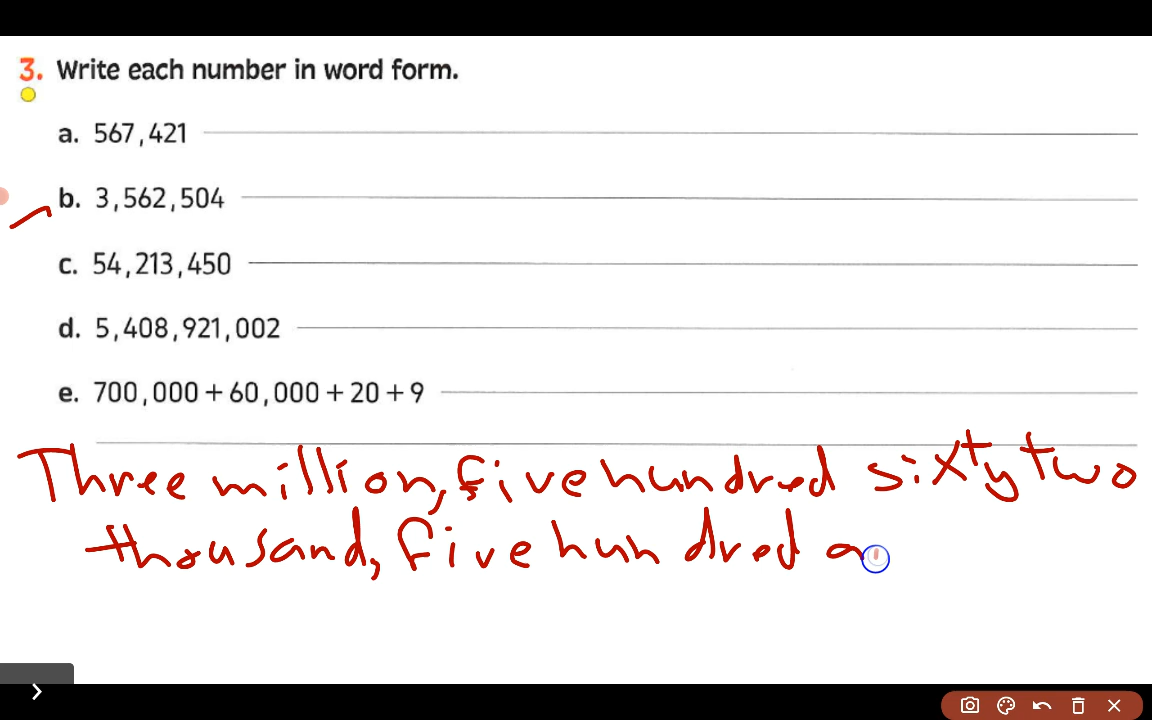 3. Write each number in word form.
a. 567,421
b. 3,562,504
c. 54,213,450
d. 5,408,921,002
e. 700,000 + 60,000 + 20 + 9
Three million, five hundred sixty two
thousand, five hundred a